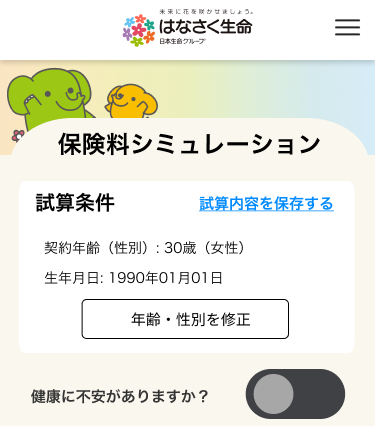 未来に花を咲かせましょう。
はなさく生命
日本生命グループ
保険料シミュレーション
試算条件
試算内容を保存する
契約年齢（性別）: 30歳（女性）
生年月日: 1990年01月01日
年齢・性別を修正
健康に不安がありますか？